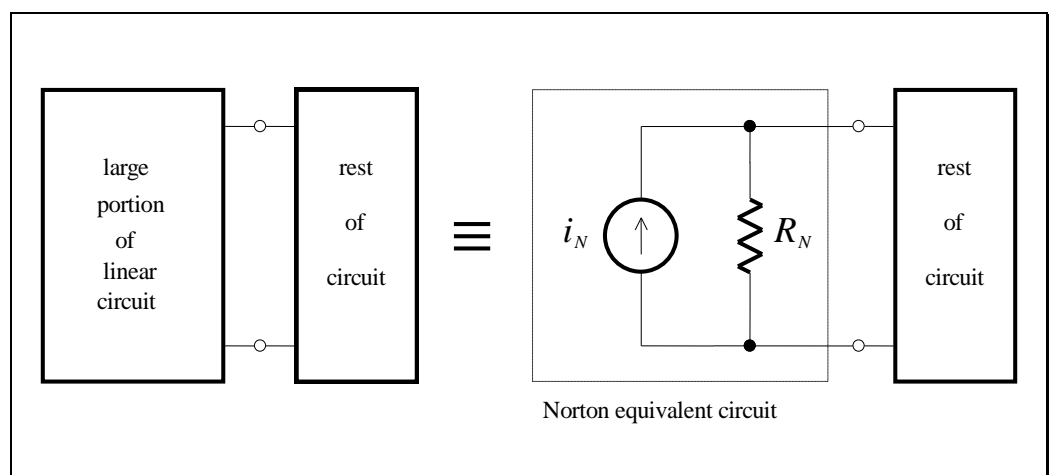 large
portion
of
linear
circuit
rest
of
circuit
≡
i_N
R_N
rest
of
circuit
Norton equivalent circuit